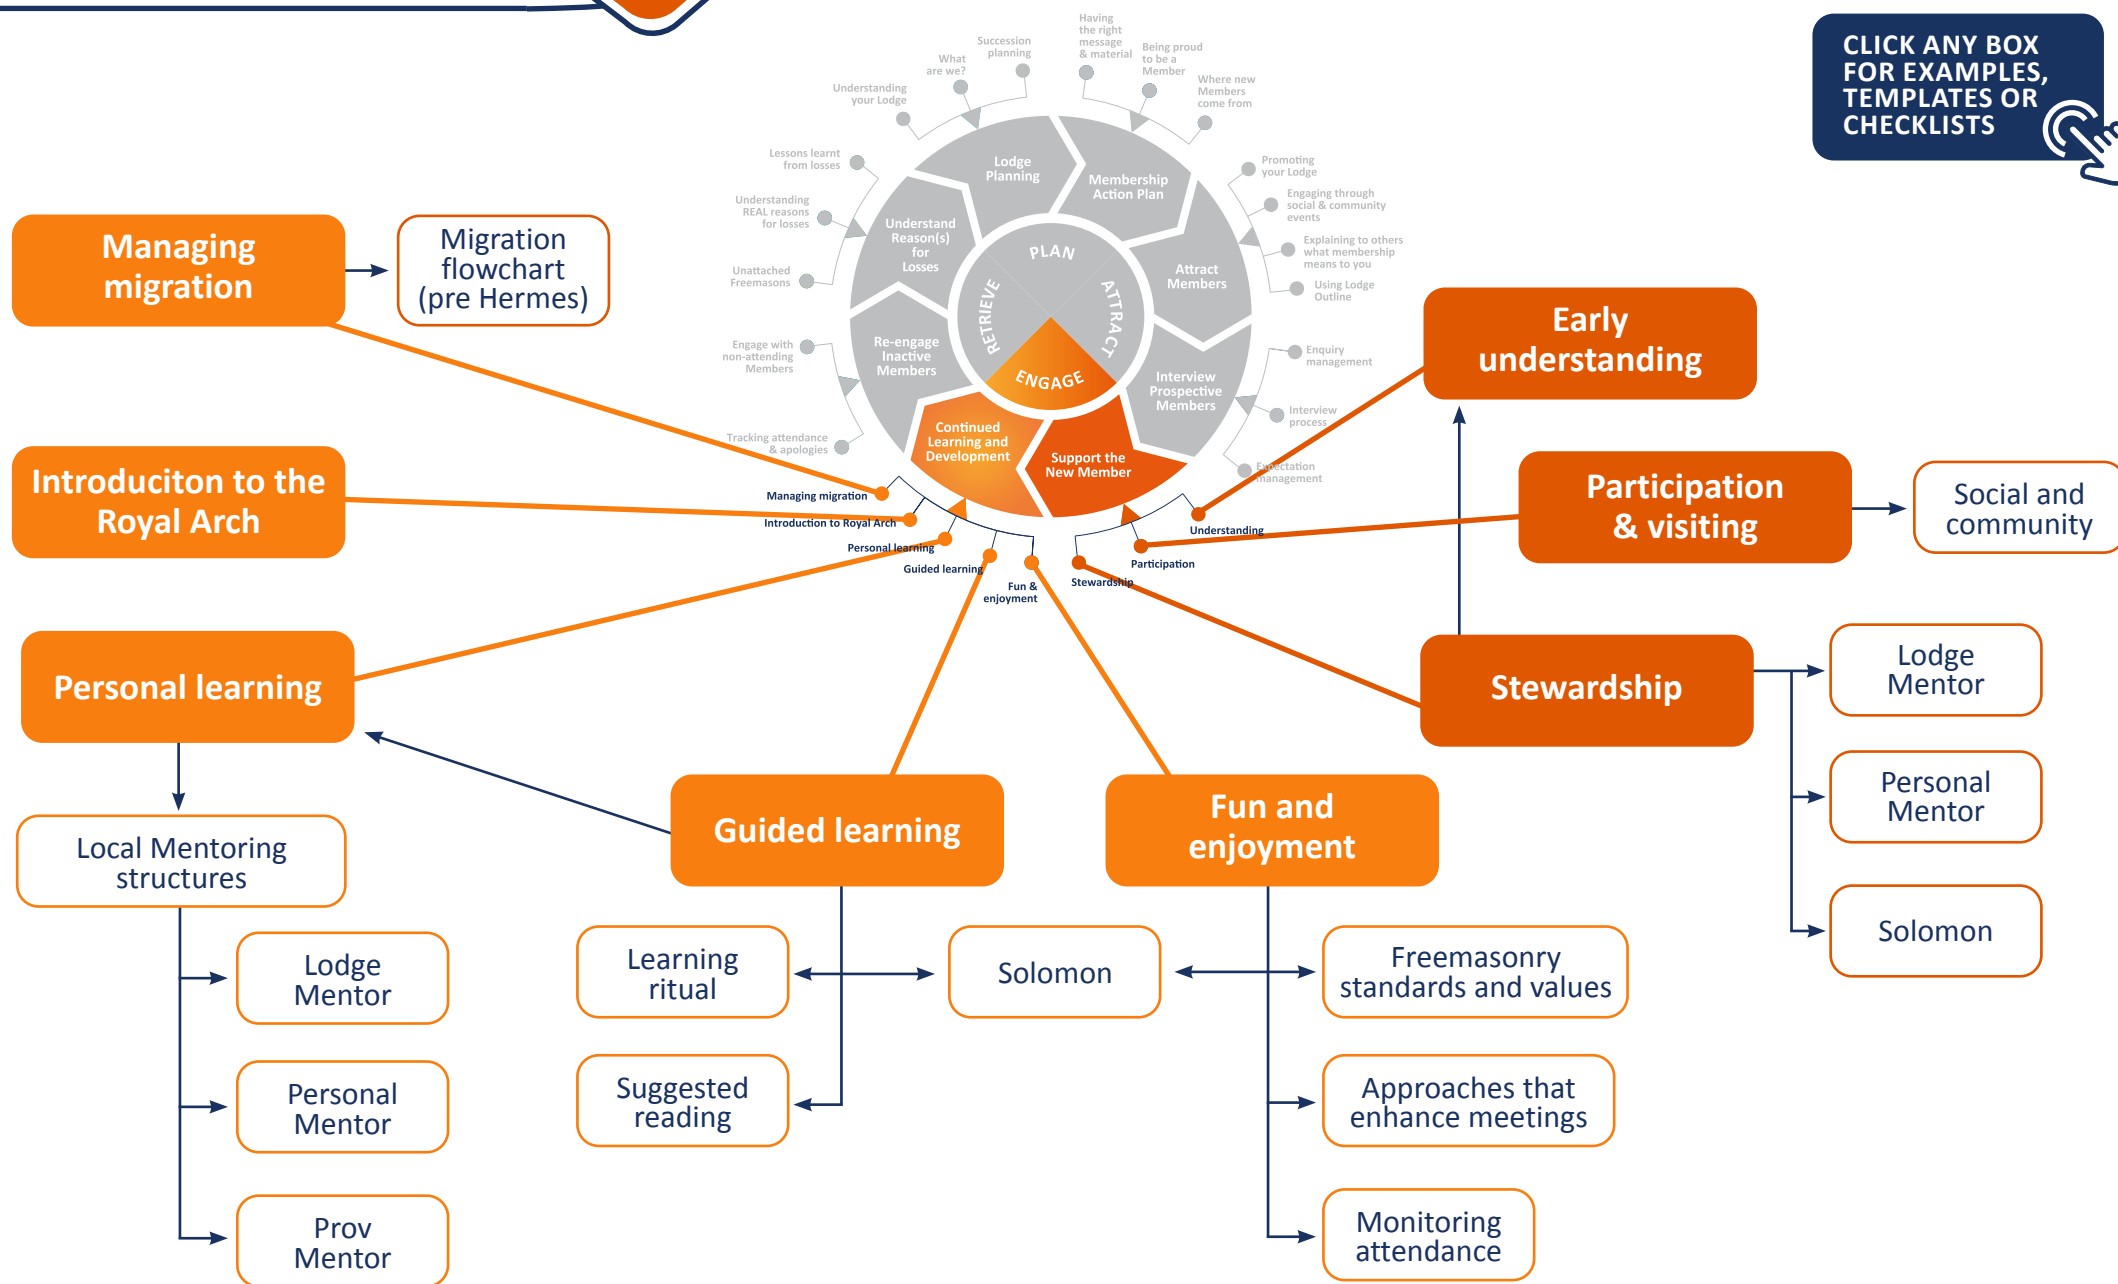 CLICK ANY BOX
FOR EXAMPLES,
TEMPLATES OR
CHECKLISTS
Having
the right
message
& material
Being proud
to be a
Member
Where new
Members
come from
Succession
planning
What
are we?
Understanding
your Lodge
Lessons learnt
from losses
Understanding
REAL reasons
for losses
Unattached
Freemasons
Engage with
non-attending
Members
Tracking attendance
& apologies
Promoting
your Lodge
Engaging through
social & community
events
Explaining to others
what membership
means to you
Using Lodge
Outline
Enquiry
management
Interview
process
Expectation
management
Lodge
Planning
Membership
Action Plan
Understand
Reason(s)
for
Losses
Attract
Members
Re-engage
Inactive
Members
Interview
Prospective
Members
Continued
Learning and
Development
Support the
New Member
PLAN
ATTRACT
ENGAGE
RETRIEVE
Managing migration
Introduction to Royal Arch
Personal learning
Guided learning
Fun &
enjoyment
Stewardship
Participation
Understanding
Managing
migration
Migration
flowchart
(pre Hermes)
Early
understanding
Introduciton to the
Royal Arch
Participation
& visiting
Social and
community
Personal learning
Stewardship
Lodge
Mentor
Personal
Mentor
Solomon
Guided learning
Fun and
enjoyment
Local Mentoring
structures
Lodge
Mentor
Personal
Mentor
Prov
Mentor
Learning
ritual
Suggested
reading
Solomon
Freemasonry
standards and values
Approaches that
enhance meetings
Monitoring
attendance